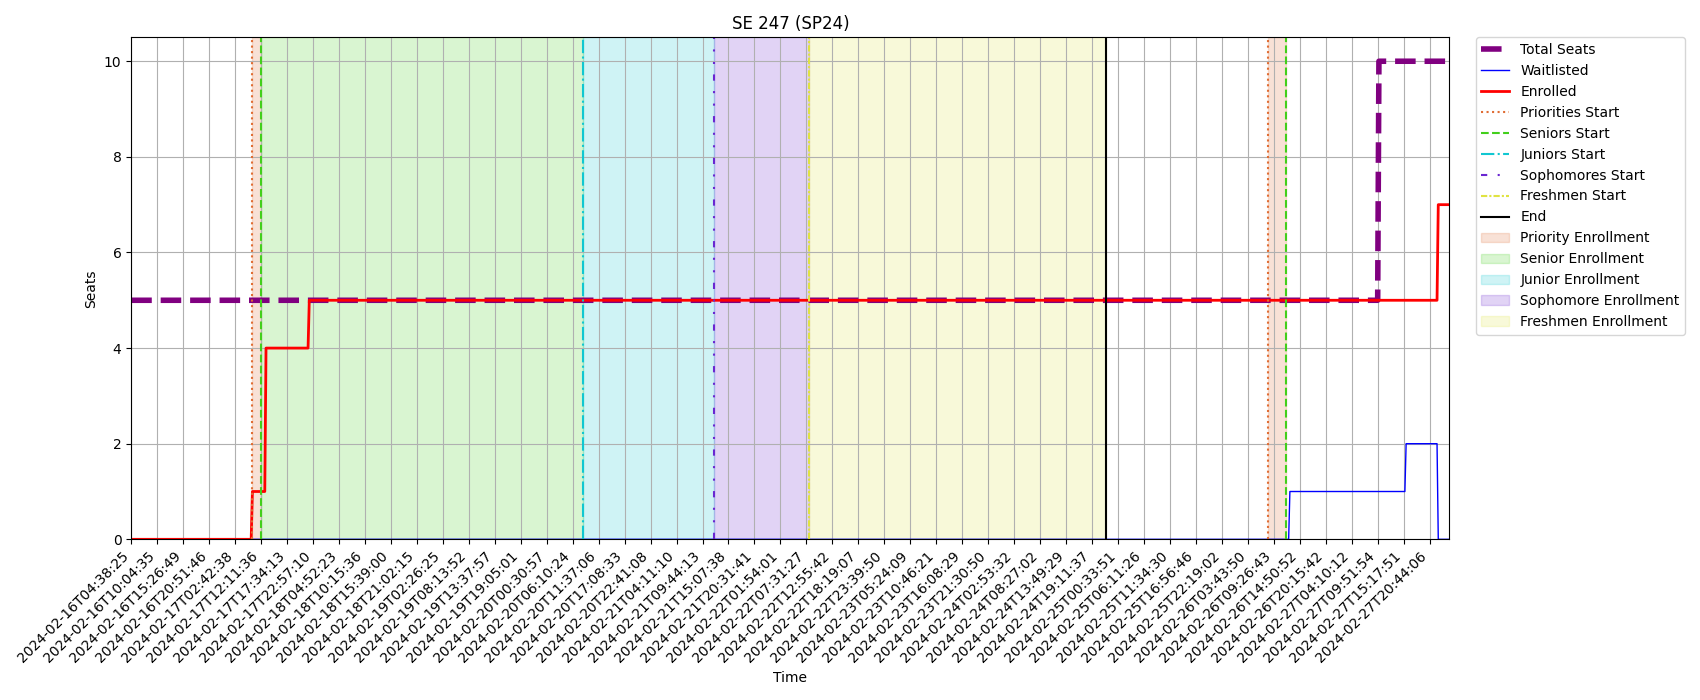 SE 247 (SP24)
Seats
10
8
6
4
2
0
2024-02-16T04:38:25
2024-02-16T10:04:35
2024-02-16T15:26:49
2024-02-16T20:51:46
2024-02-17T02:42:38
2024-02-17T12:11:36
2024-02-17T17:34:13
2024-02-17T22:57:10
2024-02-18T04:52:23
2024-02-18T10:15:36
2024-02-18T15:39:00
2024-02-18T21:02:15
2024-02-19T02:26:25
2024-02-19T08:13:52
2024-02-19T13:37:57
2024-02-19T19:05:01
2024-02-20T00:30:57
2024-02-20T06:10:24
2024-02-20T11:37:06
2024-02-20T17:08:33
2024-02-20T22:41:08
2024-02-21T04:11:10
2024-02-21T09:44:13
2024-02-21T15:07:38
2024-02-21T20:31:41
2024-02-22T01:54:01
2024-02-22T07:31:27
2024-02-22T12:55:42
2024-02-22T18:19:07
2024-02-22T23:39:50
2024-02-23T05:24:09
2024-02-23T10:46:21
2024-02-23T16:08:29
2024-02-23T21:30:50
2024-02-24T02:53:32
2024-02-24T08:27:02
2024-02-24T13:49:29
2024-02-24T19:11:37
2024-02-25T00:33:51
2024-02-25T06:11:26
2024-02-25T11:34:30
2024-02-25T16:56:46
2024-02-25T22:19:02
2024-02-26T03:43:50
2024-02-26T09:26:43
2024-02-26T14:50:52
2024-02-26T20:15:42
2024-02-27T04:10:12
2024-02-27T09:51:54
2024-02-27T15:17:51
2024-02-27T20:44:06
Time
Total Seats
Waitlisted
Enrolled
Priorities Start
Seniors Start
Juniors Start
Sophomores Start
Freshmen Start
End
Priority Enrollment
Senior Enrollment
Junior Enrollment
Sophomore Enrollment
Freshmen Enrollment